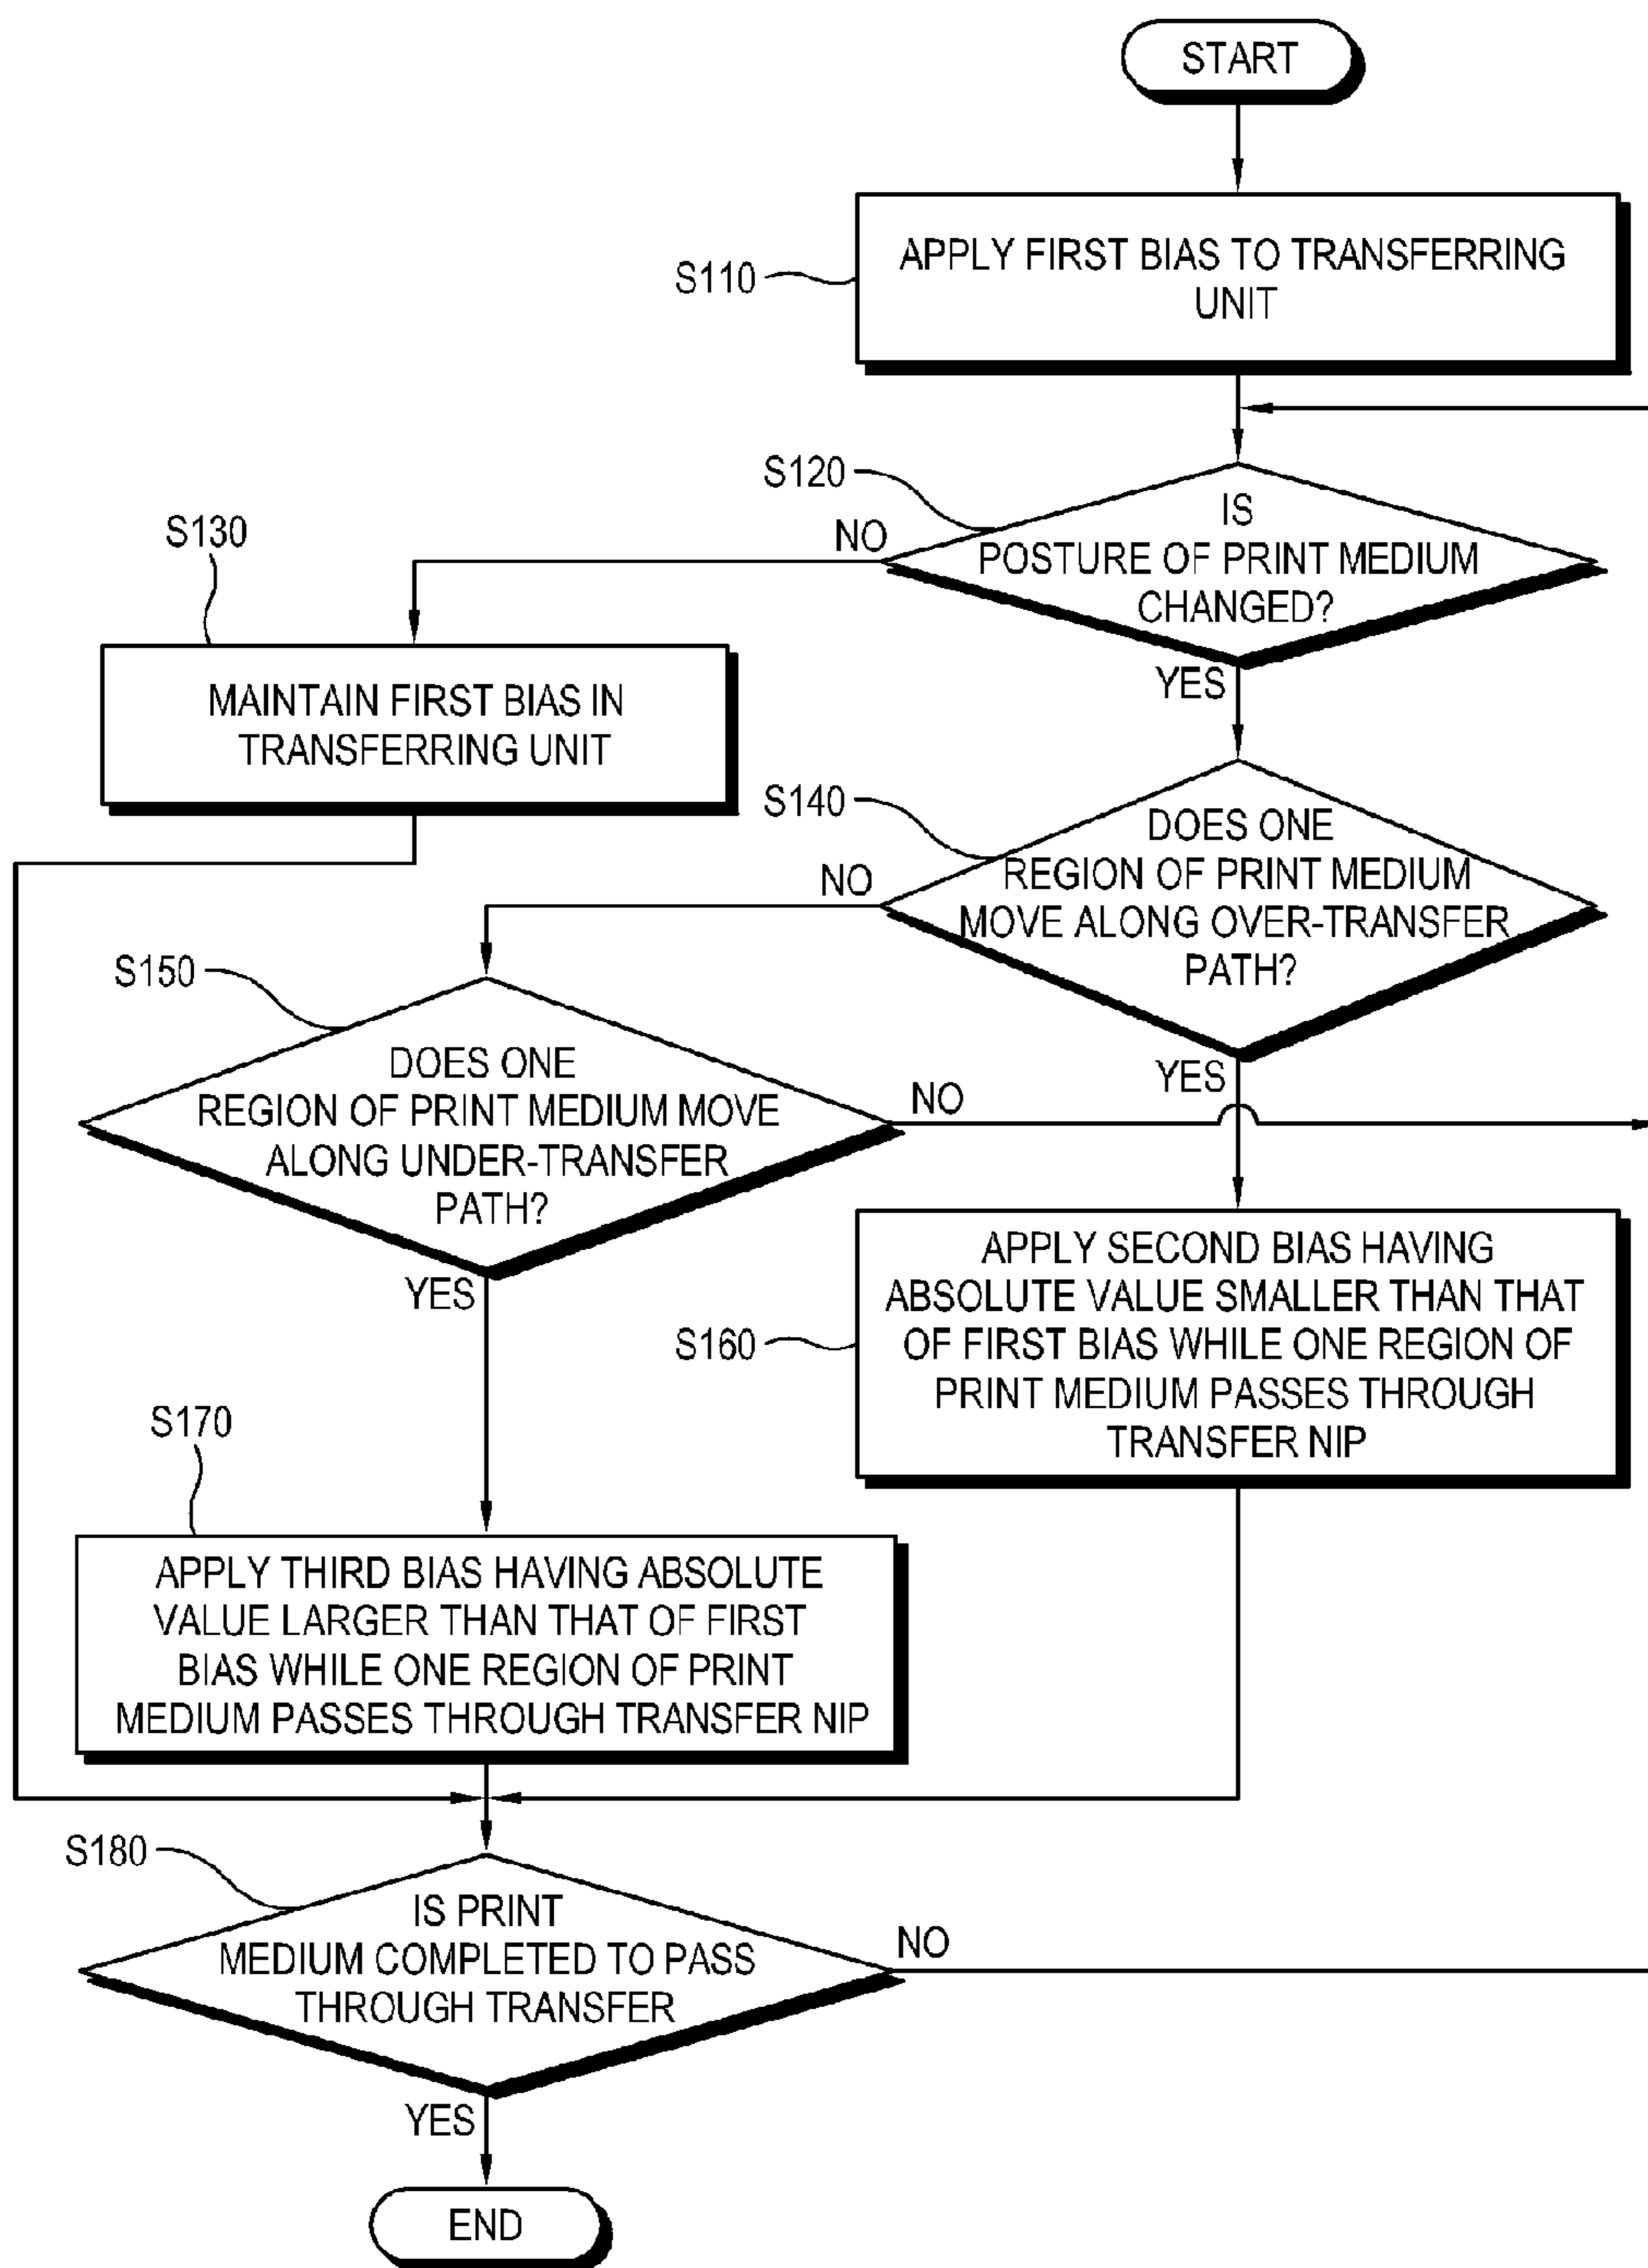 START
S110
APPLY FIRST BIAS TO TRANSFERRING
UNIT
S120
IS
POSTURE OF PRINT MEDIUM
CHANGED?
NO
YES
S130
MAINTAIN FIRST BIAS IN
TRANSFERRING UNIT
S140
DOES ONE
REGION OF PRINT MEDIUM
MOVE ALONG OVER-TRANSFER
PATH?
NO
YES
S150
DOES ONE
REGION OF PRINT MEDIUM MOVE
ALONG UNDER-TRANSFER
PATH?
NO
YES
S160
APPLY SECOND BIAS HAVING
ABSOLUTE VALUE SMALLER THAN THAT
OF FIRST BIAS WHILE ONE REGION OF
PRINT MEDIUM PASSES THROUGH
TRANSFER NIP
S170
APPLY THIRD BIAS HAVING ABSOLUTE
VALUE LARGER THAN THAT OF FIRST
BIAS WHILE ONE REGION OF PRINT
MEDIUM PASSES THROUGH TRANSFER NIP
S180
IS PRINT
MEDIUM COMPLETED TO PASS
THROUGH TRANSFER
NO
YES
END